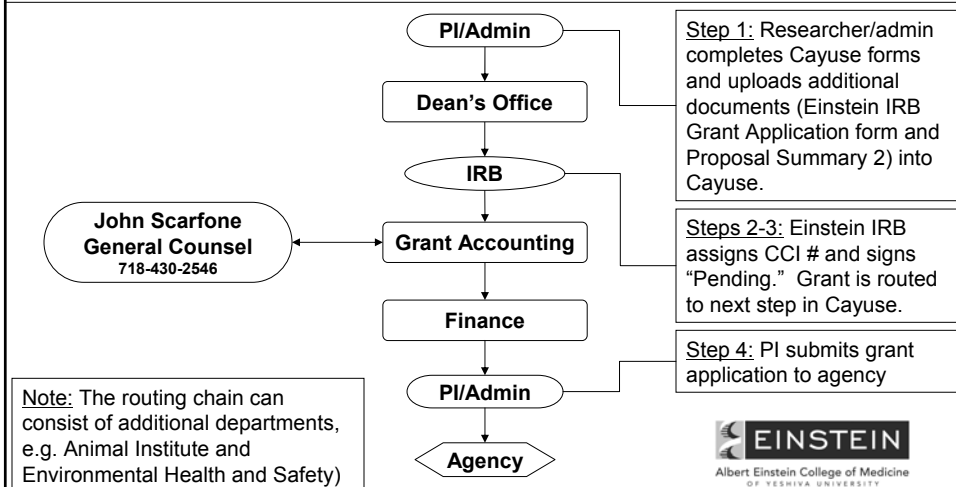 PI/Admin
Dean's Office
IRB
John Scarfone
General Counsel
718-430-2546
Grant Accounting
Finance
PI/Admin
Agency
Step 1: Researcher/admin
completes Cayuse forms
and uploads additional
documents (Einstein IRB
Grant Application form and
Proposal Summary 2) into
Cayuse.
Steps 2-3: Einstein IRB
assigns CCI # and signs
“Pending.” Grant is routed
to next step in Cayuse.
Step 4: PI submits grant
application to agency
Note: The routing chain can
consist of additional departments,
e.g. Animal Institute and
Environmental Health and Safety)
EINSTEIN
Albert Einstein College of Medicine
OF YESHIVA UNIVERSITY